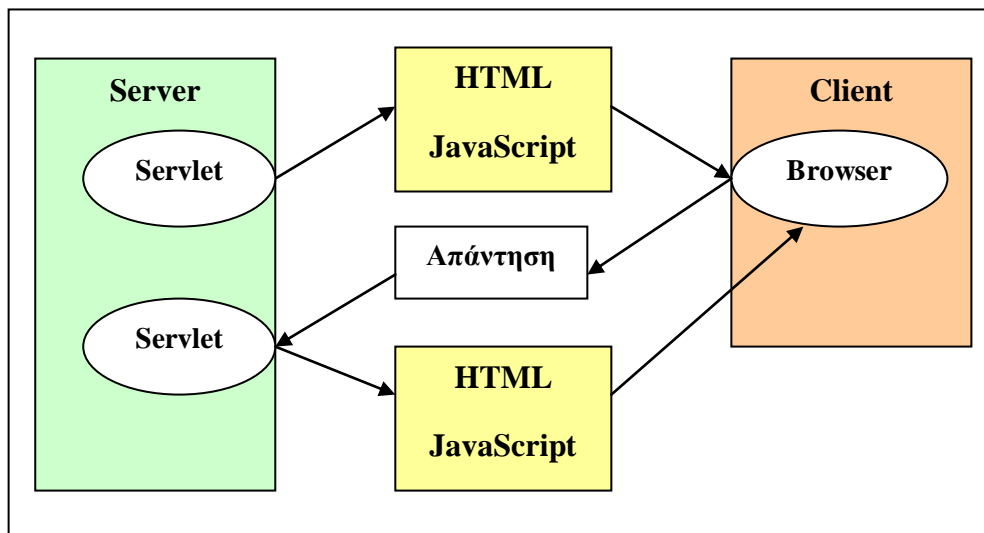 Server
Servlet
HTML
JavaScript
Client
Browser
Απάντηση
Servlet
HTML
JavaScript